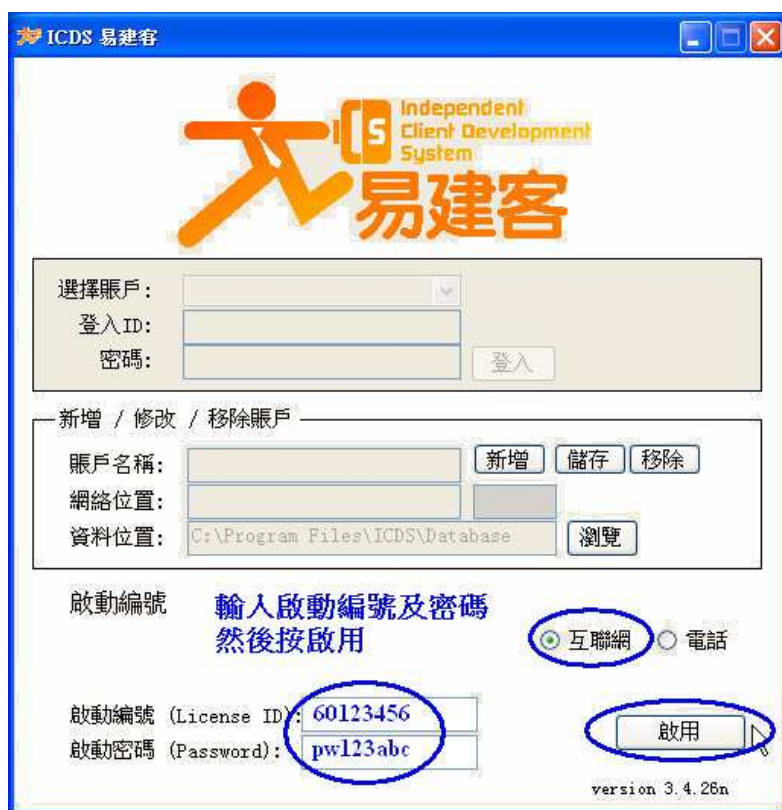 ICDS 易建客
Independent
Client Development
System
CS
易建客
選擇賬戶:
登入ID:
密碼:
登入
新增 / 修改 / 移除賬戶
賬戶名稱:
新增
儲存
移除
網絡位置:
資料位置:
C:\Program Files\ICDS\Database
瀏覽
啟動編號
輸入啟動編號及密碼
然後按啟用
互聯網
電話
啟動編號 (License ID):
60123456
啟動密碼 (Password):
pw123abc
啟用
version 3.4.26n